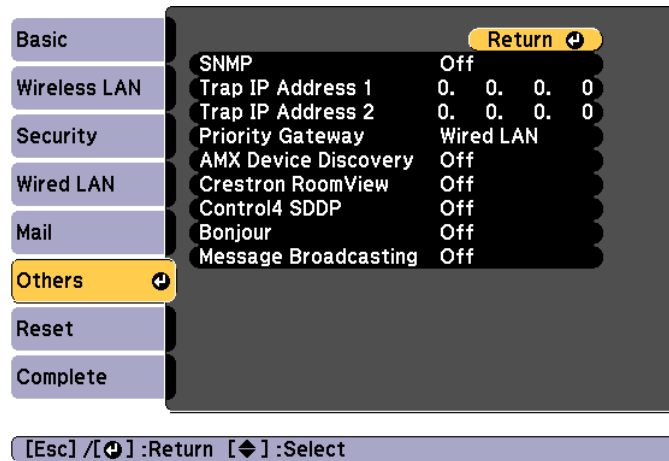 Basic
Wireless LAN
Security
Wired LAN
Mail
Others
Reset
Complete
Return
SNMP Off
Trap IP Address 1 0. 0. 0. 0
Trap IP Address 2 0. 0. 0. 0
Priority Gateway Wired LAN
AMX Device Discovery Off
Crestron RoomView Off
Control4 SDDP Off
Bonjour Off
Message Broadcasting Off
[Esc] /[⏎] :Return [◆] :Select